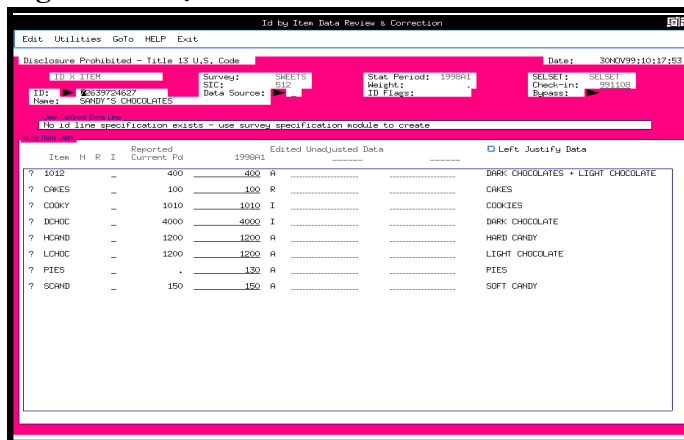 Id by Item Data Review & Correction
Edit Utilities GoTo HELP Exit
Disclosure Prohibited - Title 13 U.S. Code Date: 30NOV99:10:17:53
ID X ITEM Survey: SWEETS Stat Period: 1998A1 SELSET: SELSET
SIC: 512 Weight: . Check-in: 991108
ID: 02639724627 Data Source: _ ID Flags: Bypass:
Name: SANDY'S CHOCOLATES
User Defined Data Line
No id line specification exists - use survey specification module to create
Id by Item Data
Reported Edited Unadjusted Data Left Justify Data
Item N R I Current Pd 1998A1 ______ ______
? 1012 _ 400 400 A DARK CHOCOLATES + LIGHT CHOCOLATE
? CAKES _ 100 100 R CAKES
? COOKY _ 1010 1010 I COOKIES
? DCHOC _ 4000 4000 I DARK CHOCOLATE
? HCAND _ 1200 1200 A HARD CANDY
? LCHOC _ 1200 1200 A LIGHT CHOCOLATE
? PIES _ . 130 A PIES
? SCAND _ 150 150 A SOFT CANDY